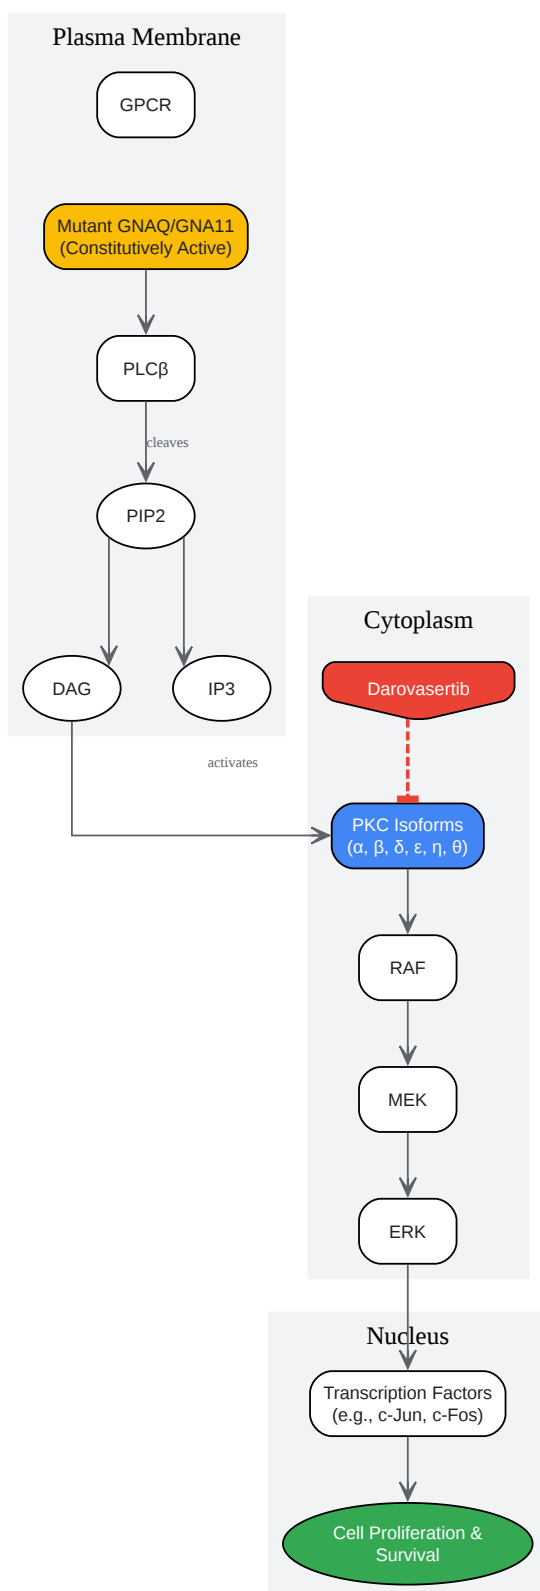 Plasma Membrane
GPCR
Mutant GNAQ/GNA11
(Constitutively Active)
PLCβ
cleaves
PIP2
DAG
IP3
activates
Cytoplasm
Darovasertib
PKC Isoforms
(α, β, δ, ε, η, θ)
RAF
MEK
ERK
Nucleus
Transcription Factors
(e.g., c-Jun, c-Fos)
Cell Proliferation &
Survival